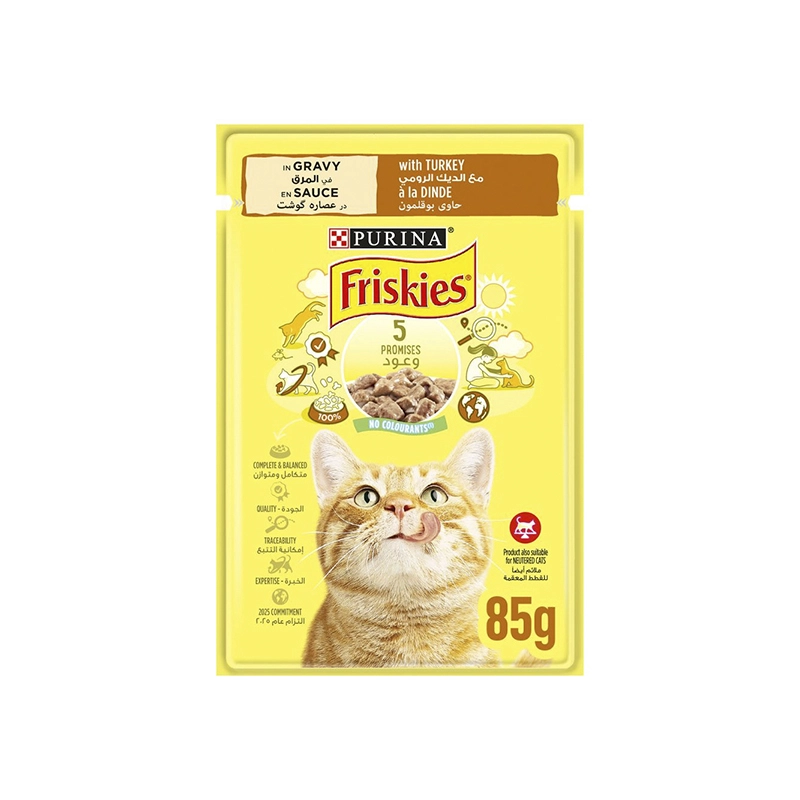 IN GRAVY
في المرق
EN SAUCE
در عصاره گوشت
with TURKEY
مع الديك الرومي
à la DINDE
حاوی بوقلمون
PURINA®
Friskies®
5
PROMISES
وعود
100%
NO COLOURANTS(1)
COMPLETE & BALANCED
متكامل ومتوازن
QUALITY - الجودة
TRACEABILITY
إمكانية التتبع
EXPERTISE - الخبرة
2025 COMMITMENT
التزام عام ٢٠٢٥
Product also suitable
for NEUTERED CATS
ملائم أيضاً
للقطط المعقمة
85g